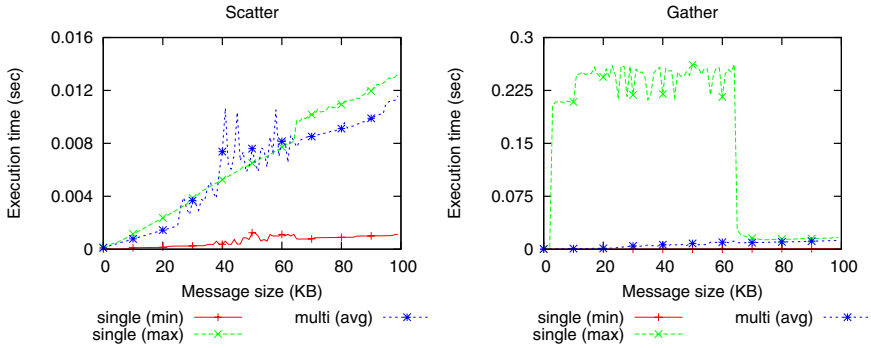 Scatter
Execution time (sec)
0.016
0.012
0.008
0.004
0
0 20 40 60 80 100
Message size (KB)
single (min)
single (max)
multi (avg)
Gather
Execution time (sec)
0.3
0.225
0.15
0.075
0
0 20 40 60 80 100
Message size (KB)
single (min)
single (max)
multi (avg)